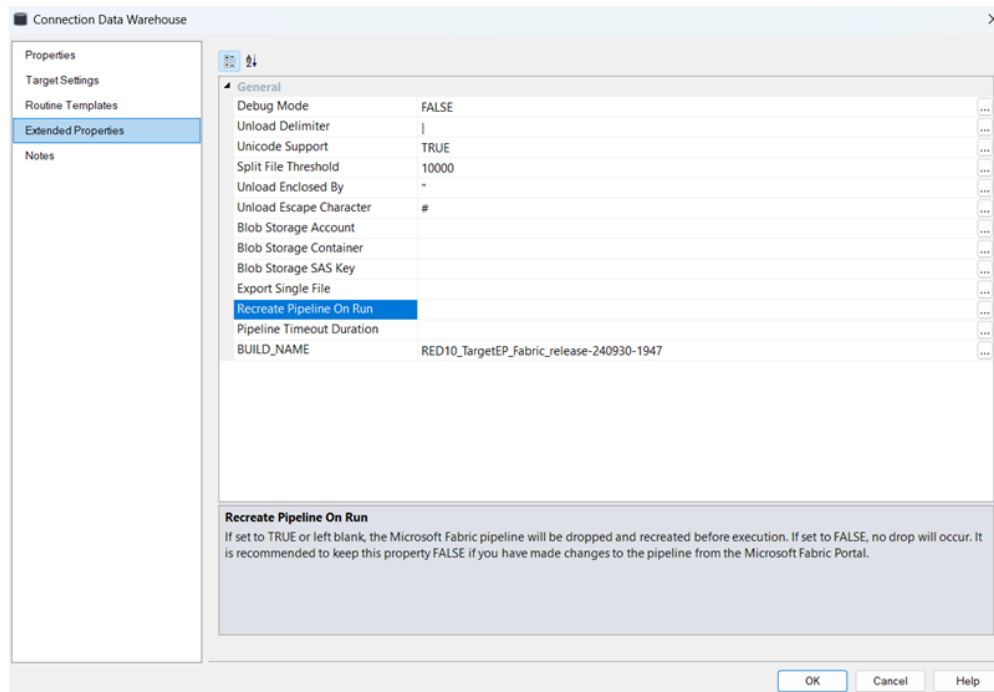 Connection Data Warehouse
Properties
Target Settings
Routine Templates
Extended Properties
Notes
General
Debug Mode FALSE
Unload Delimiter |
Unicode Support TRUE
Split File Threshold 10000
Unload Enclosed By "
Unload Escape Character #
Blob Storage Account
Blob Storage Container
Blob Storage SAS Key
Export Single File
Recreate Pipeline On Run
Pipeline Timeout Duration
BUILD_NAME RED10_TargetEP_Fabric_release-240930-1947
Recreate Pipeline On Run
If set to TRUE or left blank, the Microsoft Fabric pipeline will be dropped and recreated before execution. If set to FALSE, no drop will occur. It
is recommended to keep this property FALSE if you have made changes to the pipeline from the Microsoft Fabric Portal.
OK Cancel Help